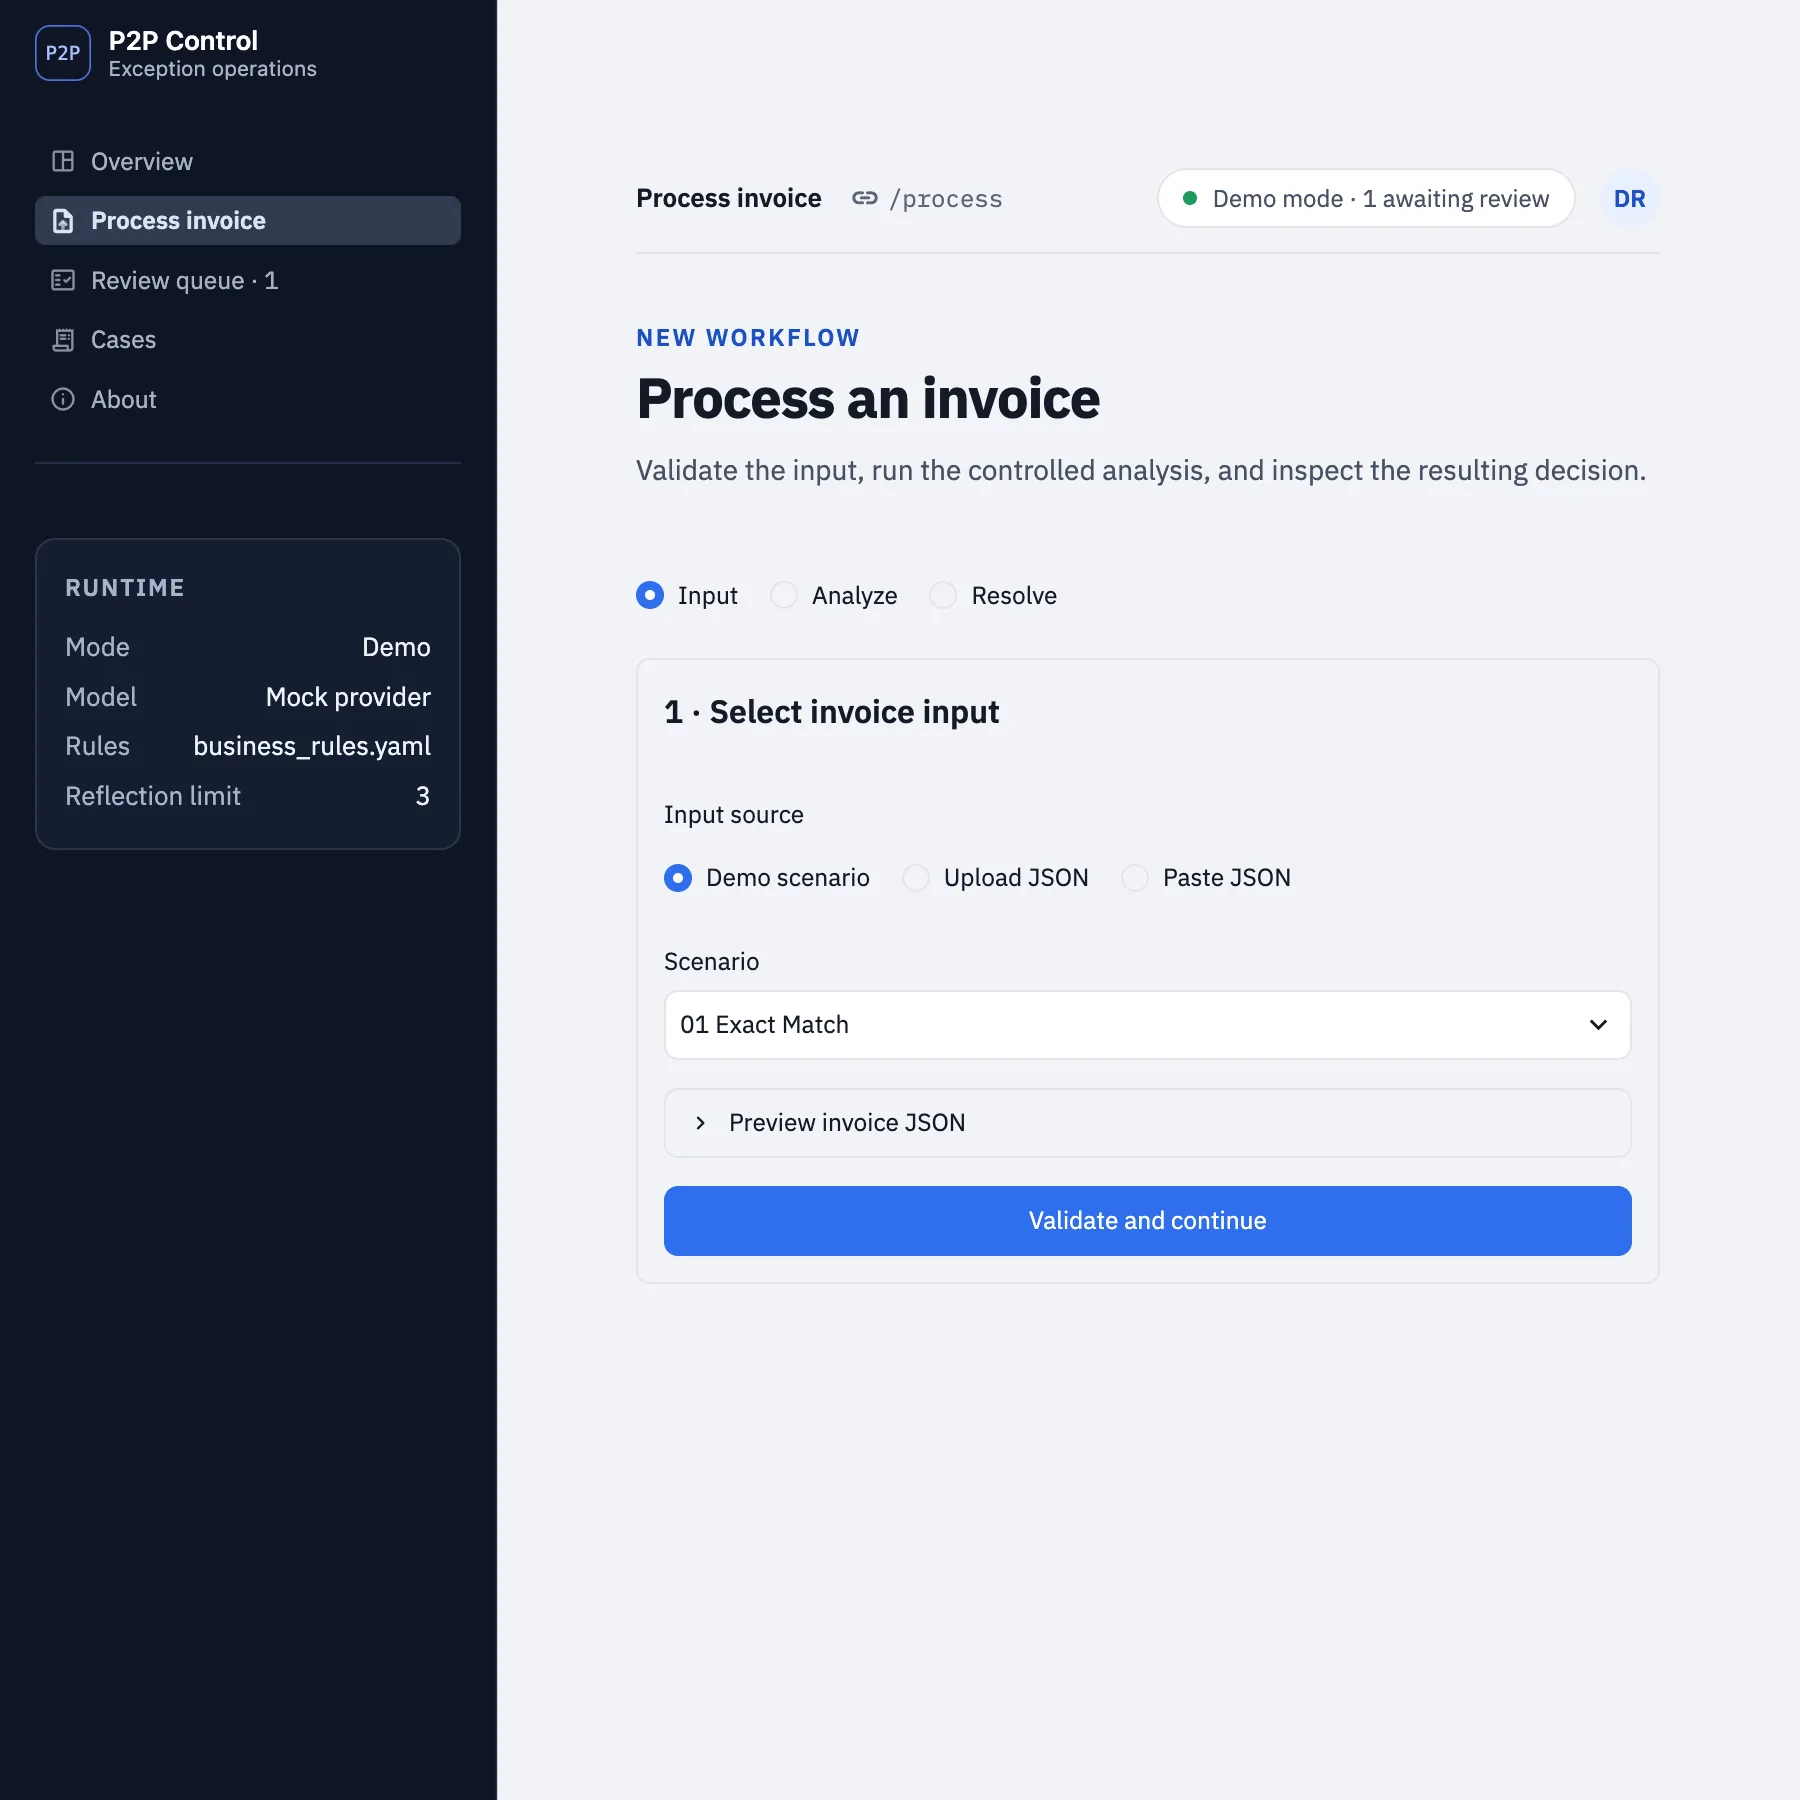 P2P
P2P Control
Exception operations
Overview
Process invoice
Review queue · 1
Cases
About
RUNTIME
Mode Demo
Model Mock provider
Rules business_rules.yaml
Reflection limit 3
Process invoice /process Demo mode · 1 awaiting review DR
NEW WORKFLOW
Process an invoice
Validate the input, run the controlled analysis, and inspect the resulting decision.
Input Analyze Resolve
1 · Select invoice input
Input source
Demo scenario Upload JSON Paste JSON
Scenario
01 Exact Match
Preview invoice JSON
Validate and continue